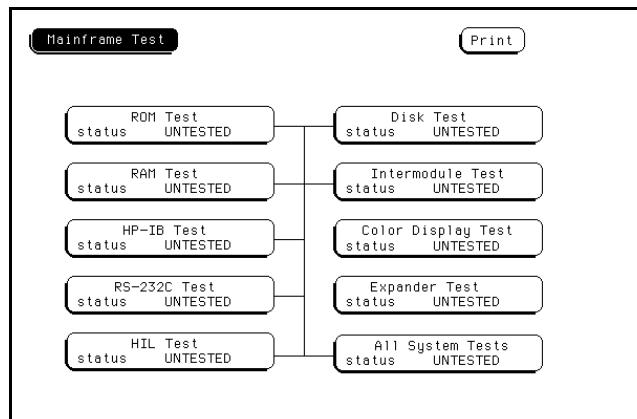 Mainframe Test
Print
ROM Test
status UNTESTED
Disk Test
status UNTESTED
RAM Test
status UNTESTED
Intermodule Test
status UNTESTED
HP-IB Test
status UNTESTED
Color Display Test
status UNTESTED
RS-232C Test
status UNTESTED
Expander Test
status UNTESTED
HIL Test
status UNTESTED
All System Tests
status UNTESTED